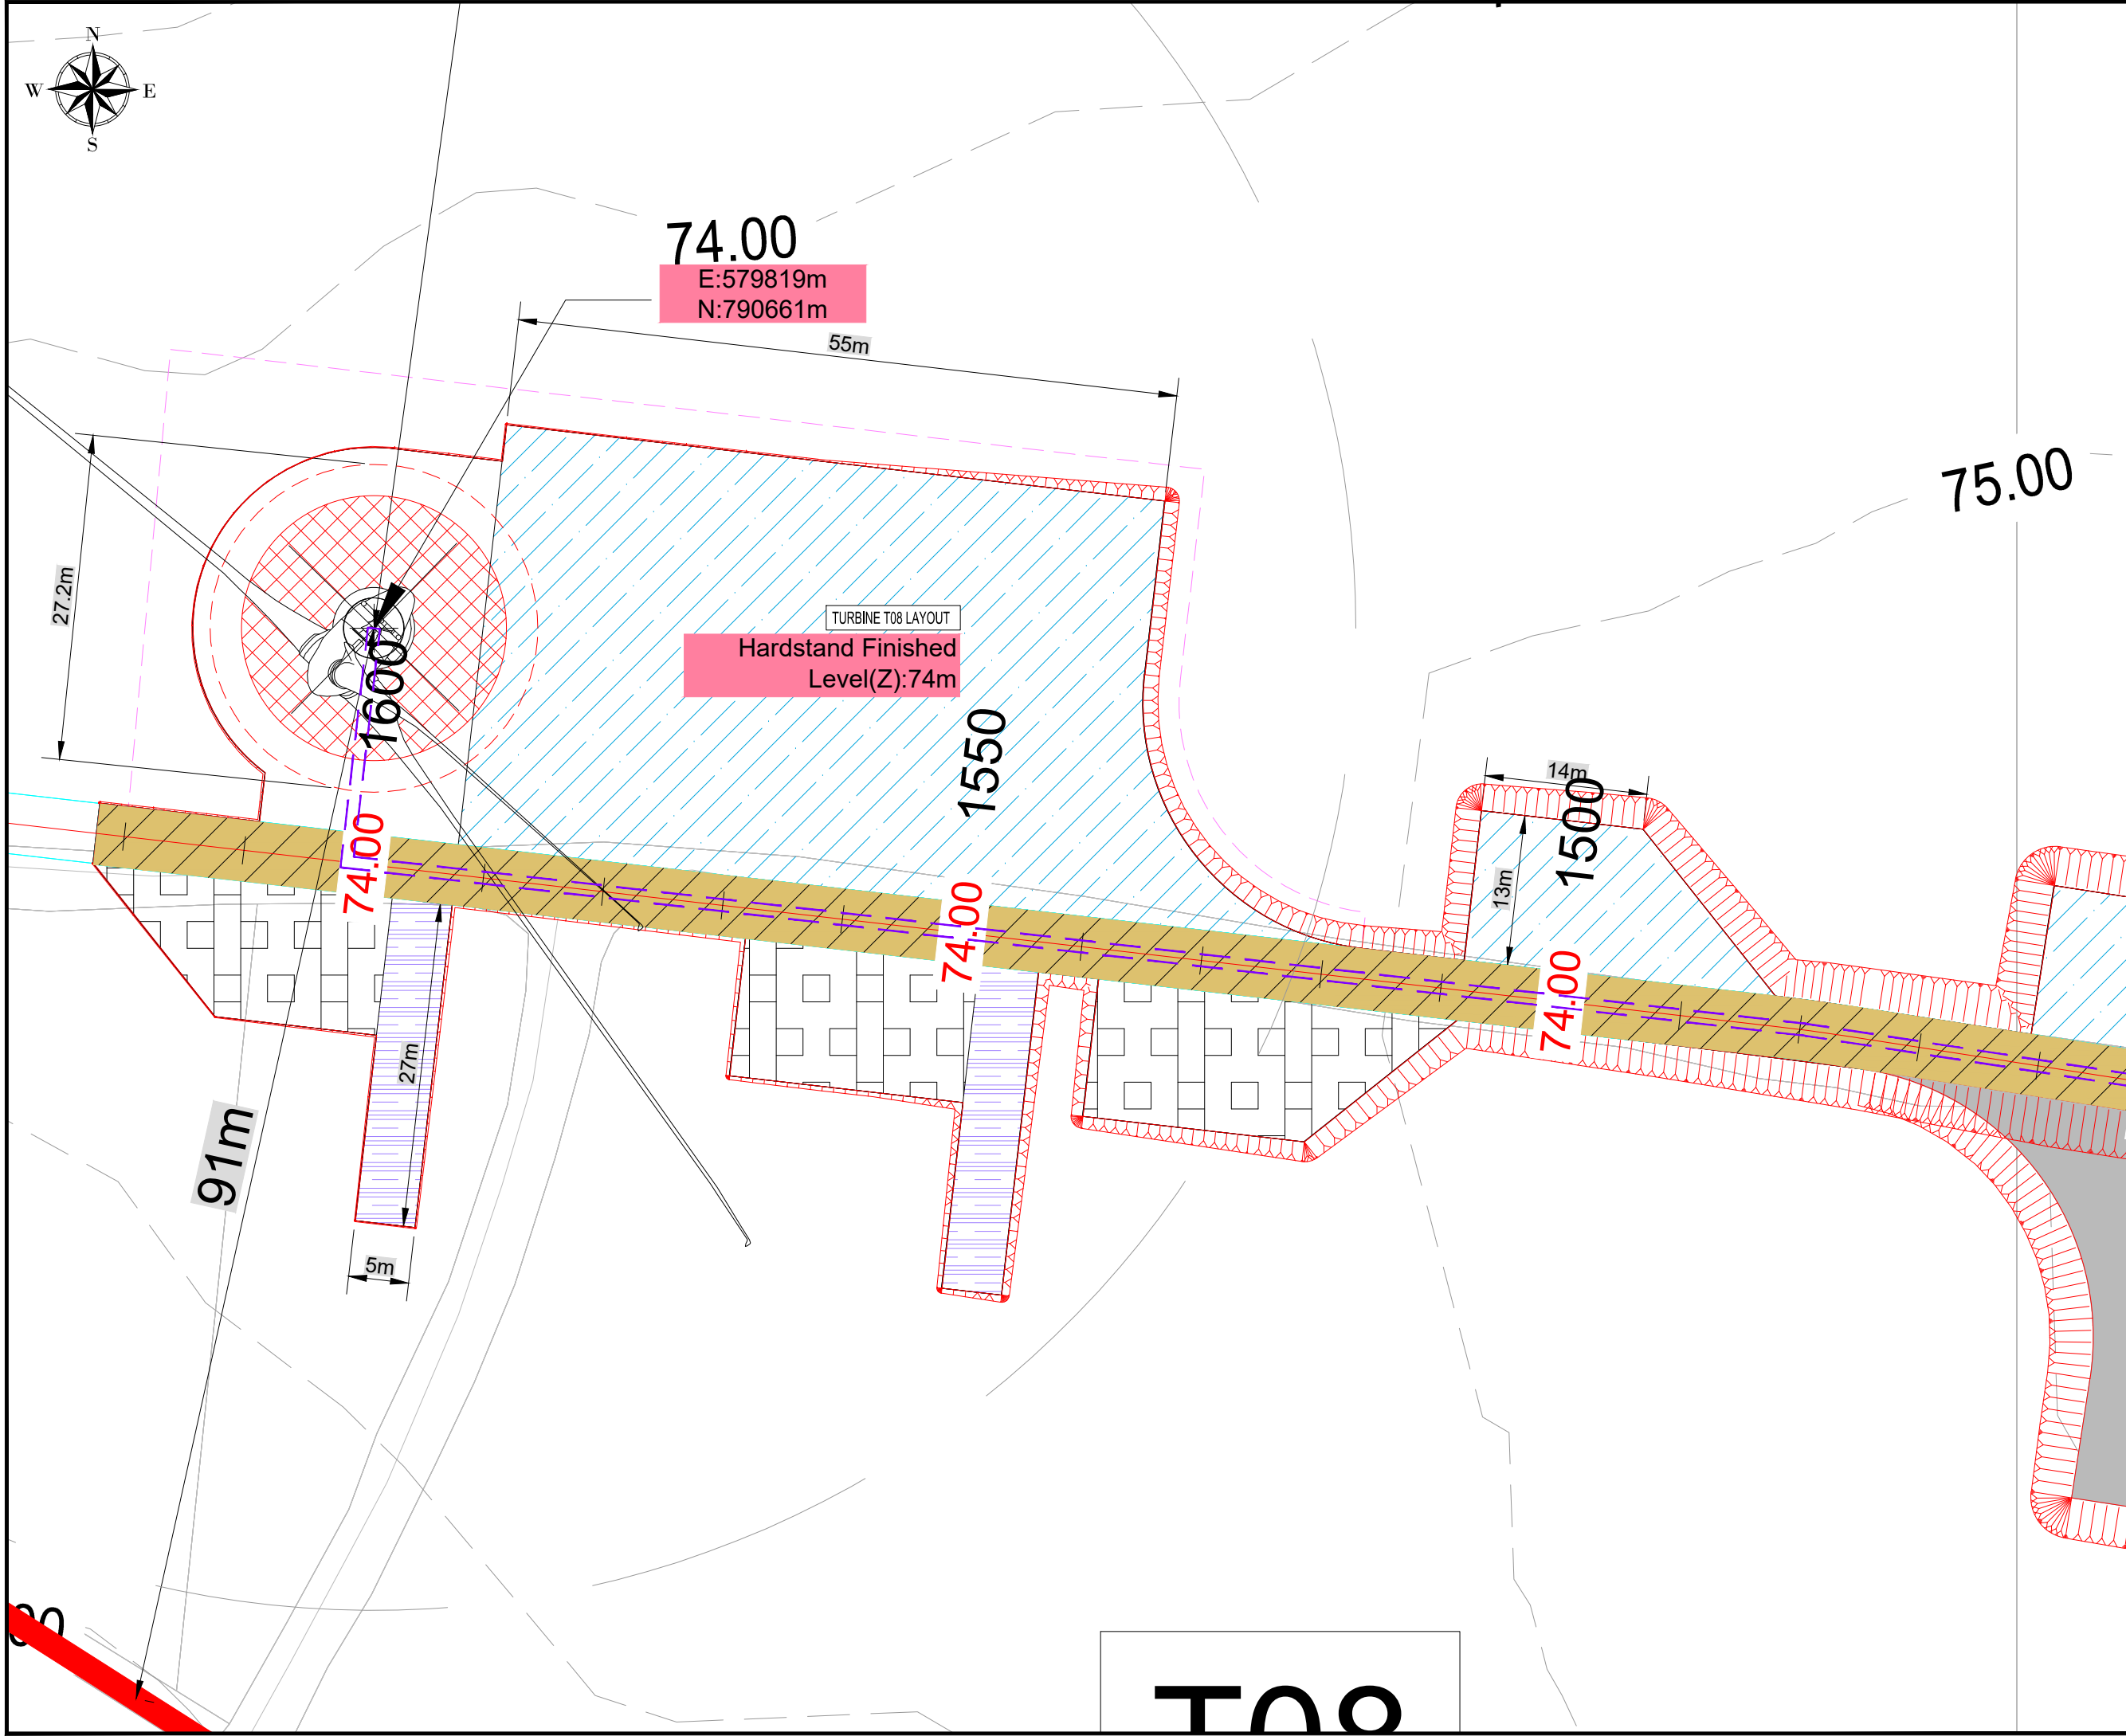 N
W E
S
74.00
E:579819m
N:790661m
55m
75.00
27.2m
TURBINE T08 LAYOUT
Hardstand Finished
Level(Z):74m
1600
1550
14m
1500
13m
74.00
74.00
74.00
27m
91m
5m
00
T08